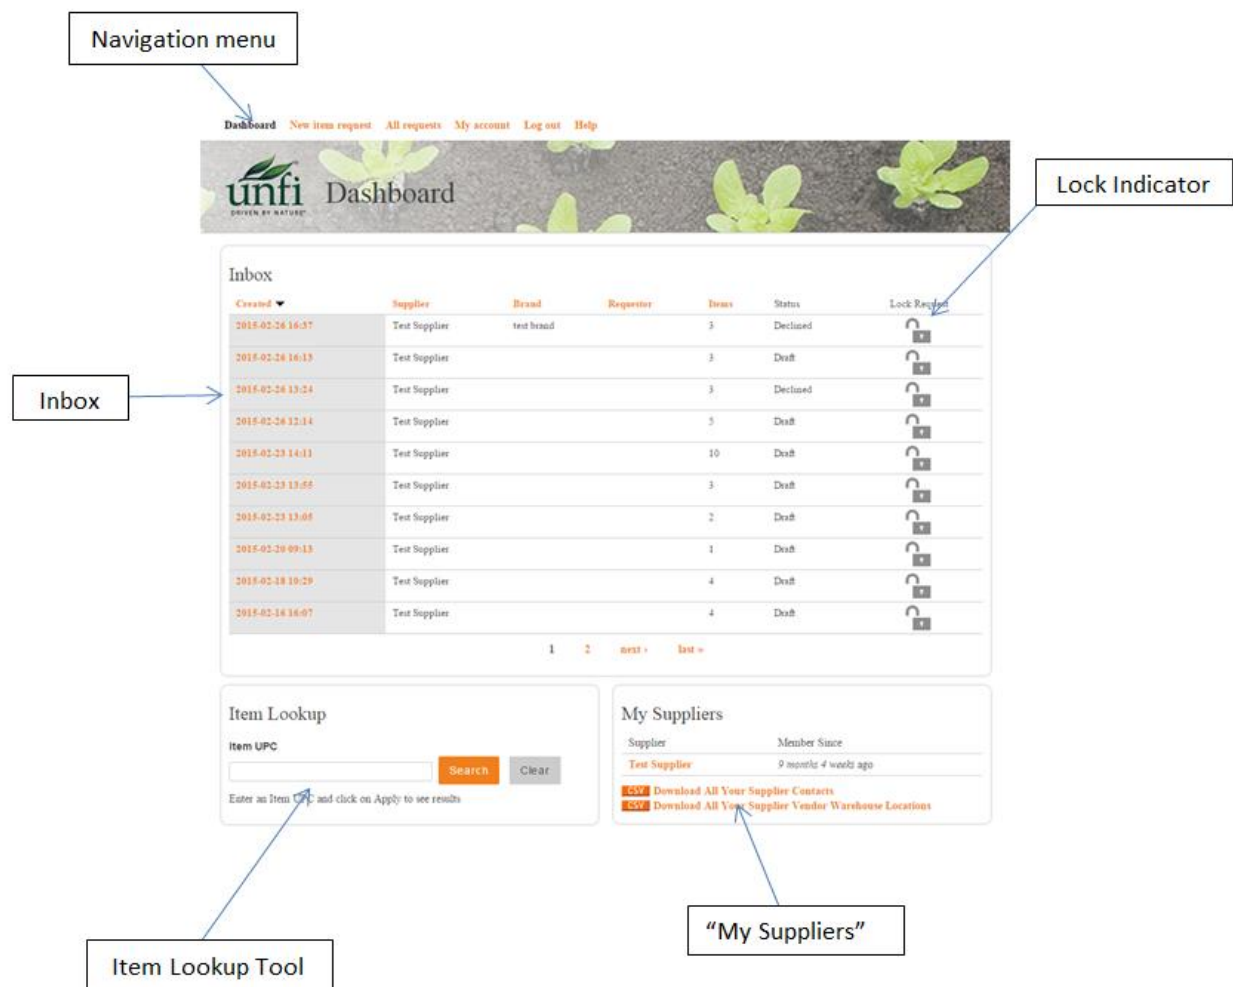 Navigation menu
Dashboard New item request All requests My account Log out Help
unfi Dashboard
DRIVEN BY NATURE
Lock Indicator
Inbox
Created Supplier Brand Requestor Items Status Lock Request
2015-02-26 16:37 Test Supplier test brand 3 Declined
2015-02-26 16:13 Test Supplier 3 Draft
Inbox
2015-02-26 13:24 Test Supplier 3 Declined
2015-02-26 12:14 Test Supplier 5 Draft
2015-02-23 14:11 Test Supplier 10 Draft
2015-02-23 13:55 Test Supplier 3 Draft
2015-02-23 13:05 Test Supplier 2 Draft
2015-02-20 09:13 Test Supplier 1 Draft
2015-02-18 10:29 Test Supplier 4 Draft
2015-02-16 16:07 Test Supplier 4 Draft
1 2 next › last »
Item Lookup
Item UPC
Search Clear
Enter an Item UPC and click on Apply to see results
My Suppliers
Supplier Member Since
Test Supplier 9 months 4 weeks ago
CSV Download All Your Supplier Contacts
CSV Download All Your Supplier Vendor Warehouse Locations
"My Suppliers"
Item Lookup Tool